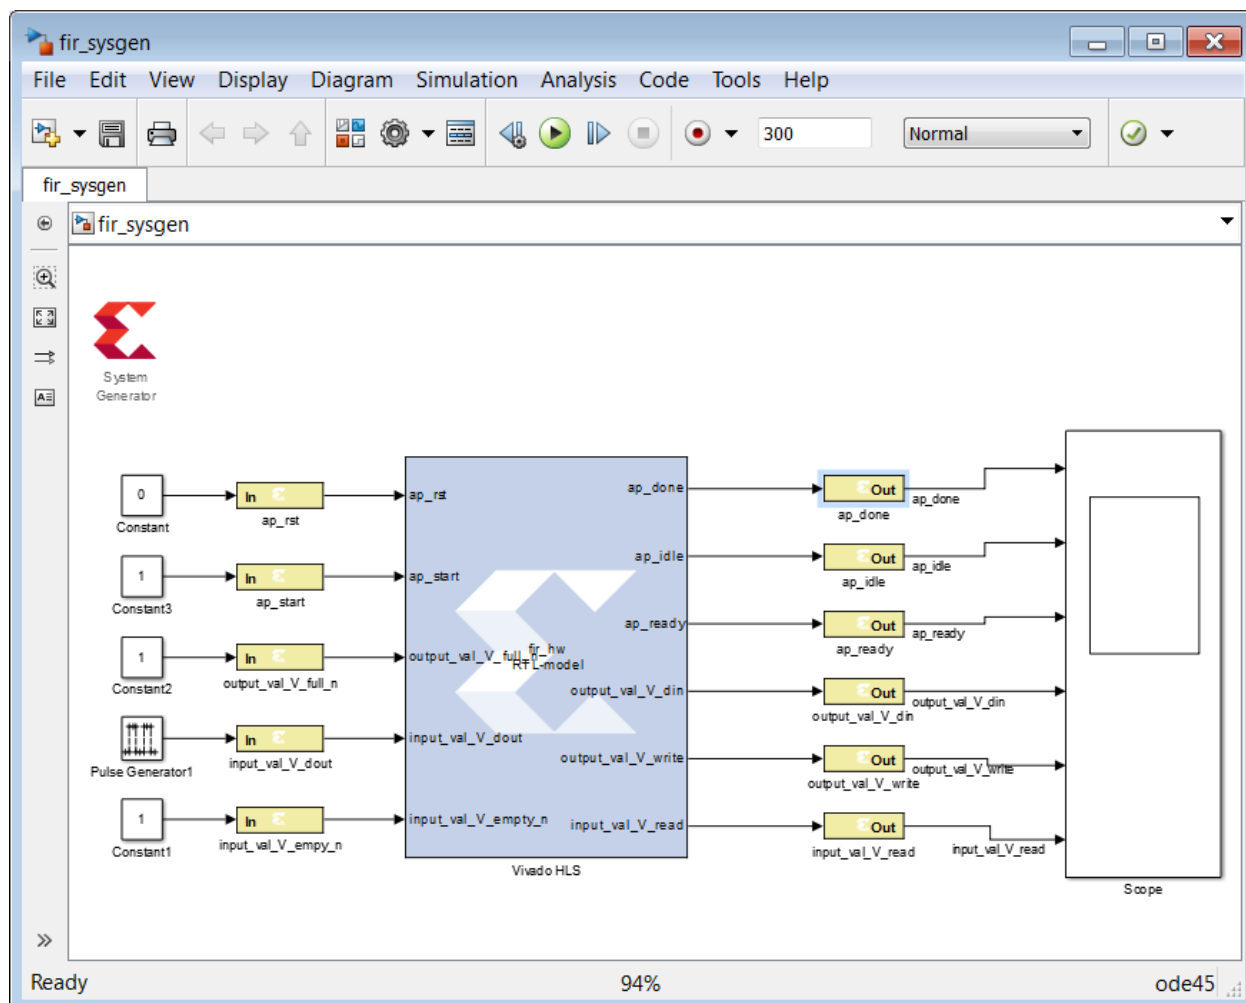 fir_sysgen
File Edit View Display Diagram Simulation Analysis Code Tools Help
300 Normal
fir_sysgen
fir_sysgen
System
Generator
0
Constant
In
ap_rst
ap_rst
1
Constant3
In
ap_start
ap_start
1
Constant2
In
output_val_V_full_n
output_val_V_full_n
Pulse Generator1
In
input_val_V_dout
input_val_V_dout
1
Constant1
In
input_val_V_empy_n
input_val_V_empty_n
fir_hw
RTL-model
Vivado HLS
ap_done
Out
ap_done
ap_done
ap_idle
Out
ap_idle
ap_idle
ap_ready
Out
ap_ready
ap_ready
output_val_V_din
Out
output_val_V_din
output_val_V_din
output_val_V_write
Out
output_val_V_write
output_val_V_write
input_val_V_read
Out
input_val_V_read
input_val_V_read
Scope
Ready 94% ode45